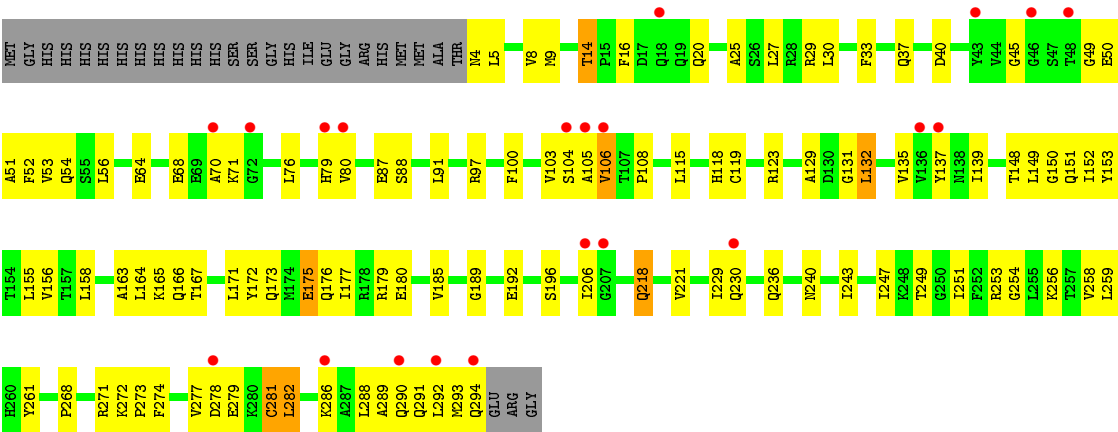 MET GLY HIS HIS HIS HIS HIS HIS HIS HIS HIS HIS SER SER GLY HIS ILE GLU GLY ARG HIS MET MET ALA THR N4 L5 V8 M9 T14 P15 F16 D17 Q18 Q19 Q20 A25 S26 L27 R28 R29 L30 F33 Q37 D40 Y43 V44 G45 G46 S47 T48 G49 E50
A51 F52 V53 Q54 S55 L56 E64 E68 E69 A70 K71 G72 L76 H79 V80 E87 S88 L91 R97 F100 V103 S104 A105 V106 T107 P108 L115 H118 C119 R123 A129 D130 G131 L132 V135 V136 Y137 N138 I139 T148 L149 G150 Q151 I152 Y153
T154 L155 V156 T157 L158 A163 L164 K165 Q166 T167 L171 Y172 Q173 M174 E175 Q176 I177 R178 R179 E180 V185 G189 E192 S196 I206 G207 Q218 V221 I229 Q230 Q236 N240 I243 I247 K248 T249 G250 I251 F252 R253 G254 L255 K256 T257 V258 L259
H260 Y261 P268 R271 K272 P273 F274 V277 D278 E279 K280 C281 L282 K286 A287 L288 A289 Q290 Q291 L292 M293 Q294 GLU ARG GLY